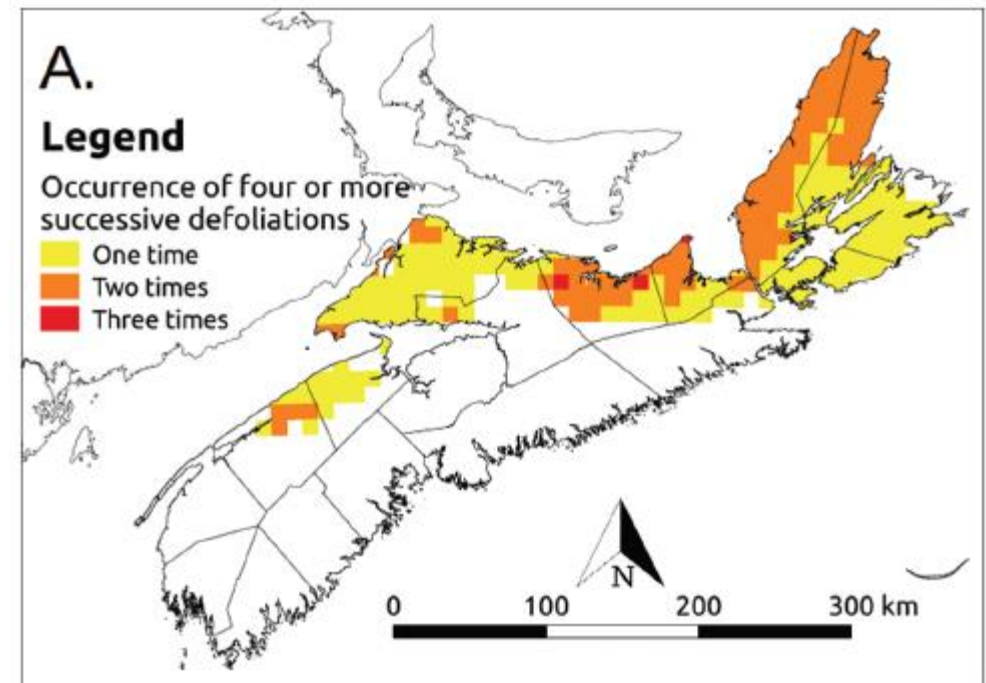 A.
Legend
Occurrence of four or more
successive defoliations
One time
Two times
Three times
N
0 100 200 300 km